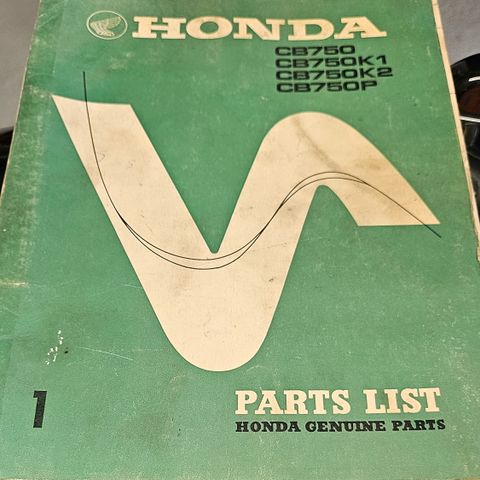 HONDA
CB750
CB750K1
CB750K2
CB750P
1
PARTS LIST
HONDA GENUINE PARTS